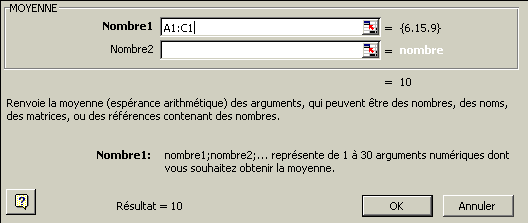 MOYENNE
Nombre1 A1:C1 = {6.15.9}
Nombre2 = nombre
= 10
Renvoie la moyenne (espérance arithmétique) des arguments, qui peuvent être des nombres, des noms,
des matrices, ou des références contenant des nombres.
Nombre1: nombre1;nombre2;... représente de 1 à 30 arguments numériques dont
vous souhaitez obtenir la moyenne.
Résultat = 10 OK Annuler